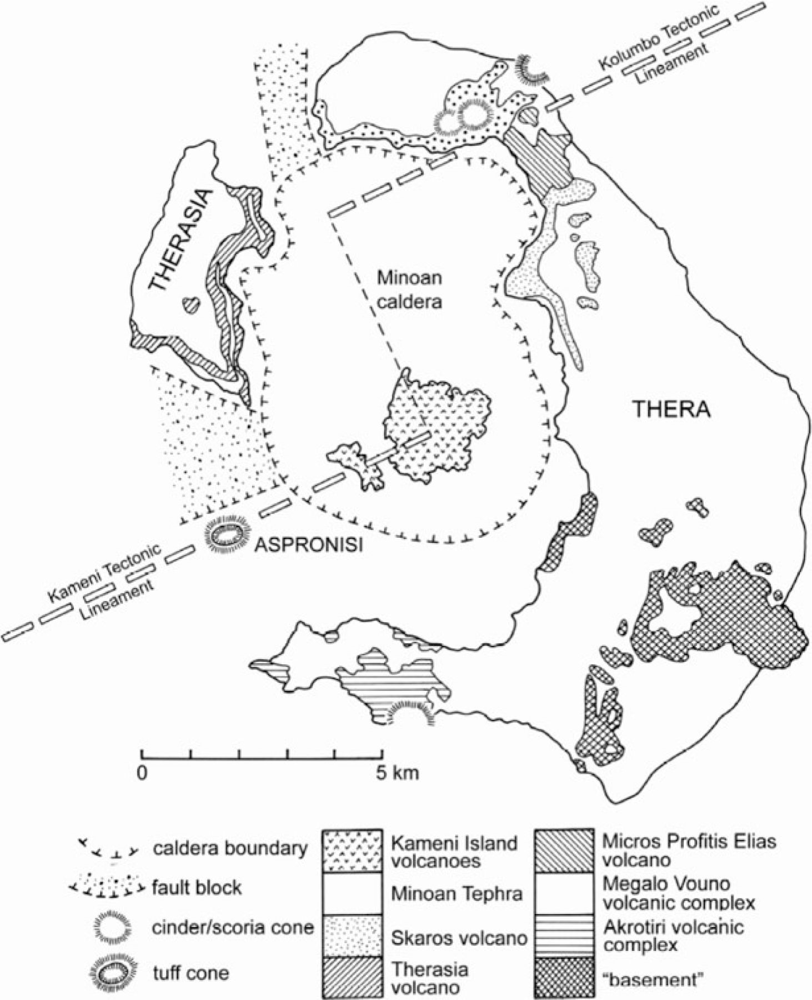 Kolumbo Tectonic
Lineament
THERASIA
Minoan
caldera
THERA
ASPRONISI
Kameni Tectonic
Lineament
0
5 km
caldera boundary
fault block
cinder/scoria cone
tuff cone
Kameni Island
volcanoes
Minoan Tephra
Skaros volcano
Therasia
volcano
Micros Profitis Elias
volcano
Megalo Vouno
volcanic complex
Akrotiri volcanic
complex
“basement”